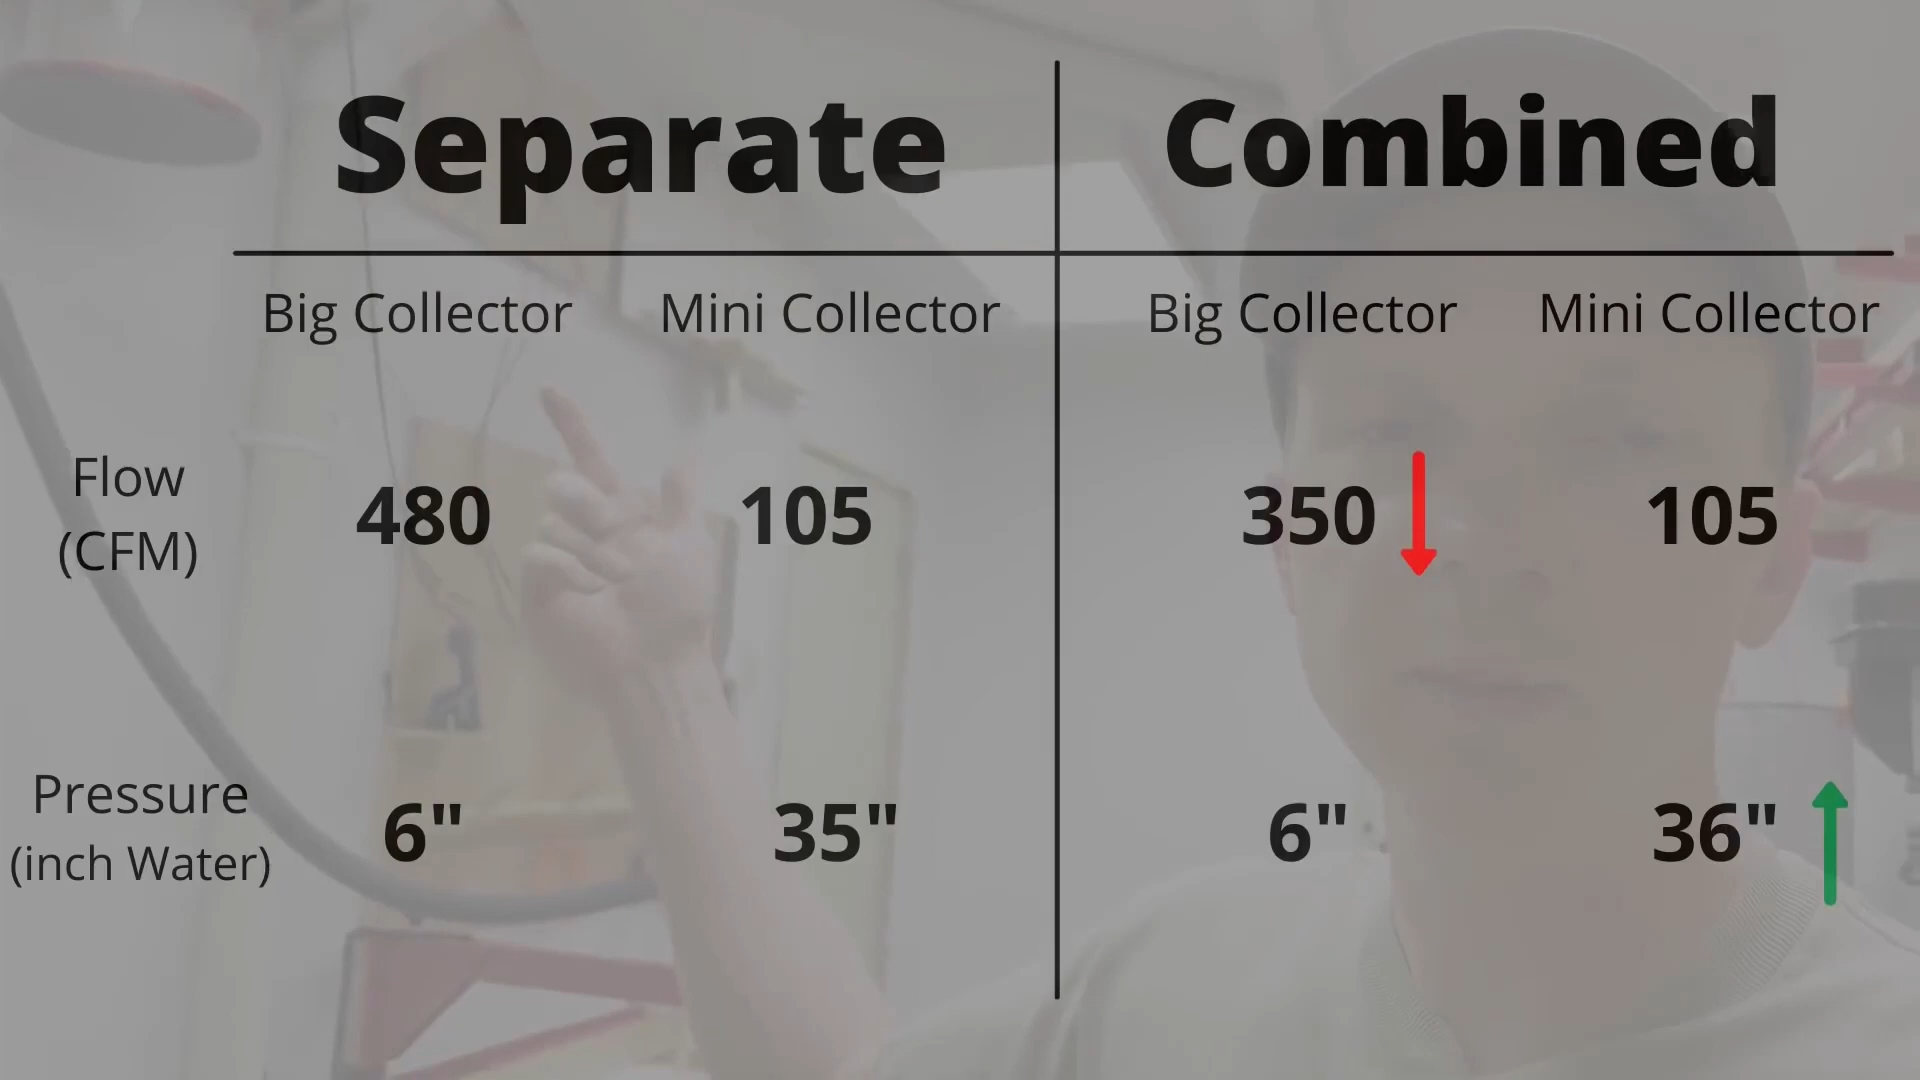 Separate
Combined
Big Collector
Mini Collector
Big Collector
Mini Collector
Flow
(CFM)
480
105
350
105
Pressure
(inch Water)
6"
35"
6"
36"